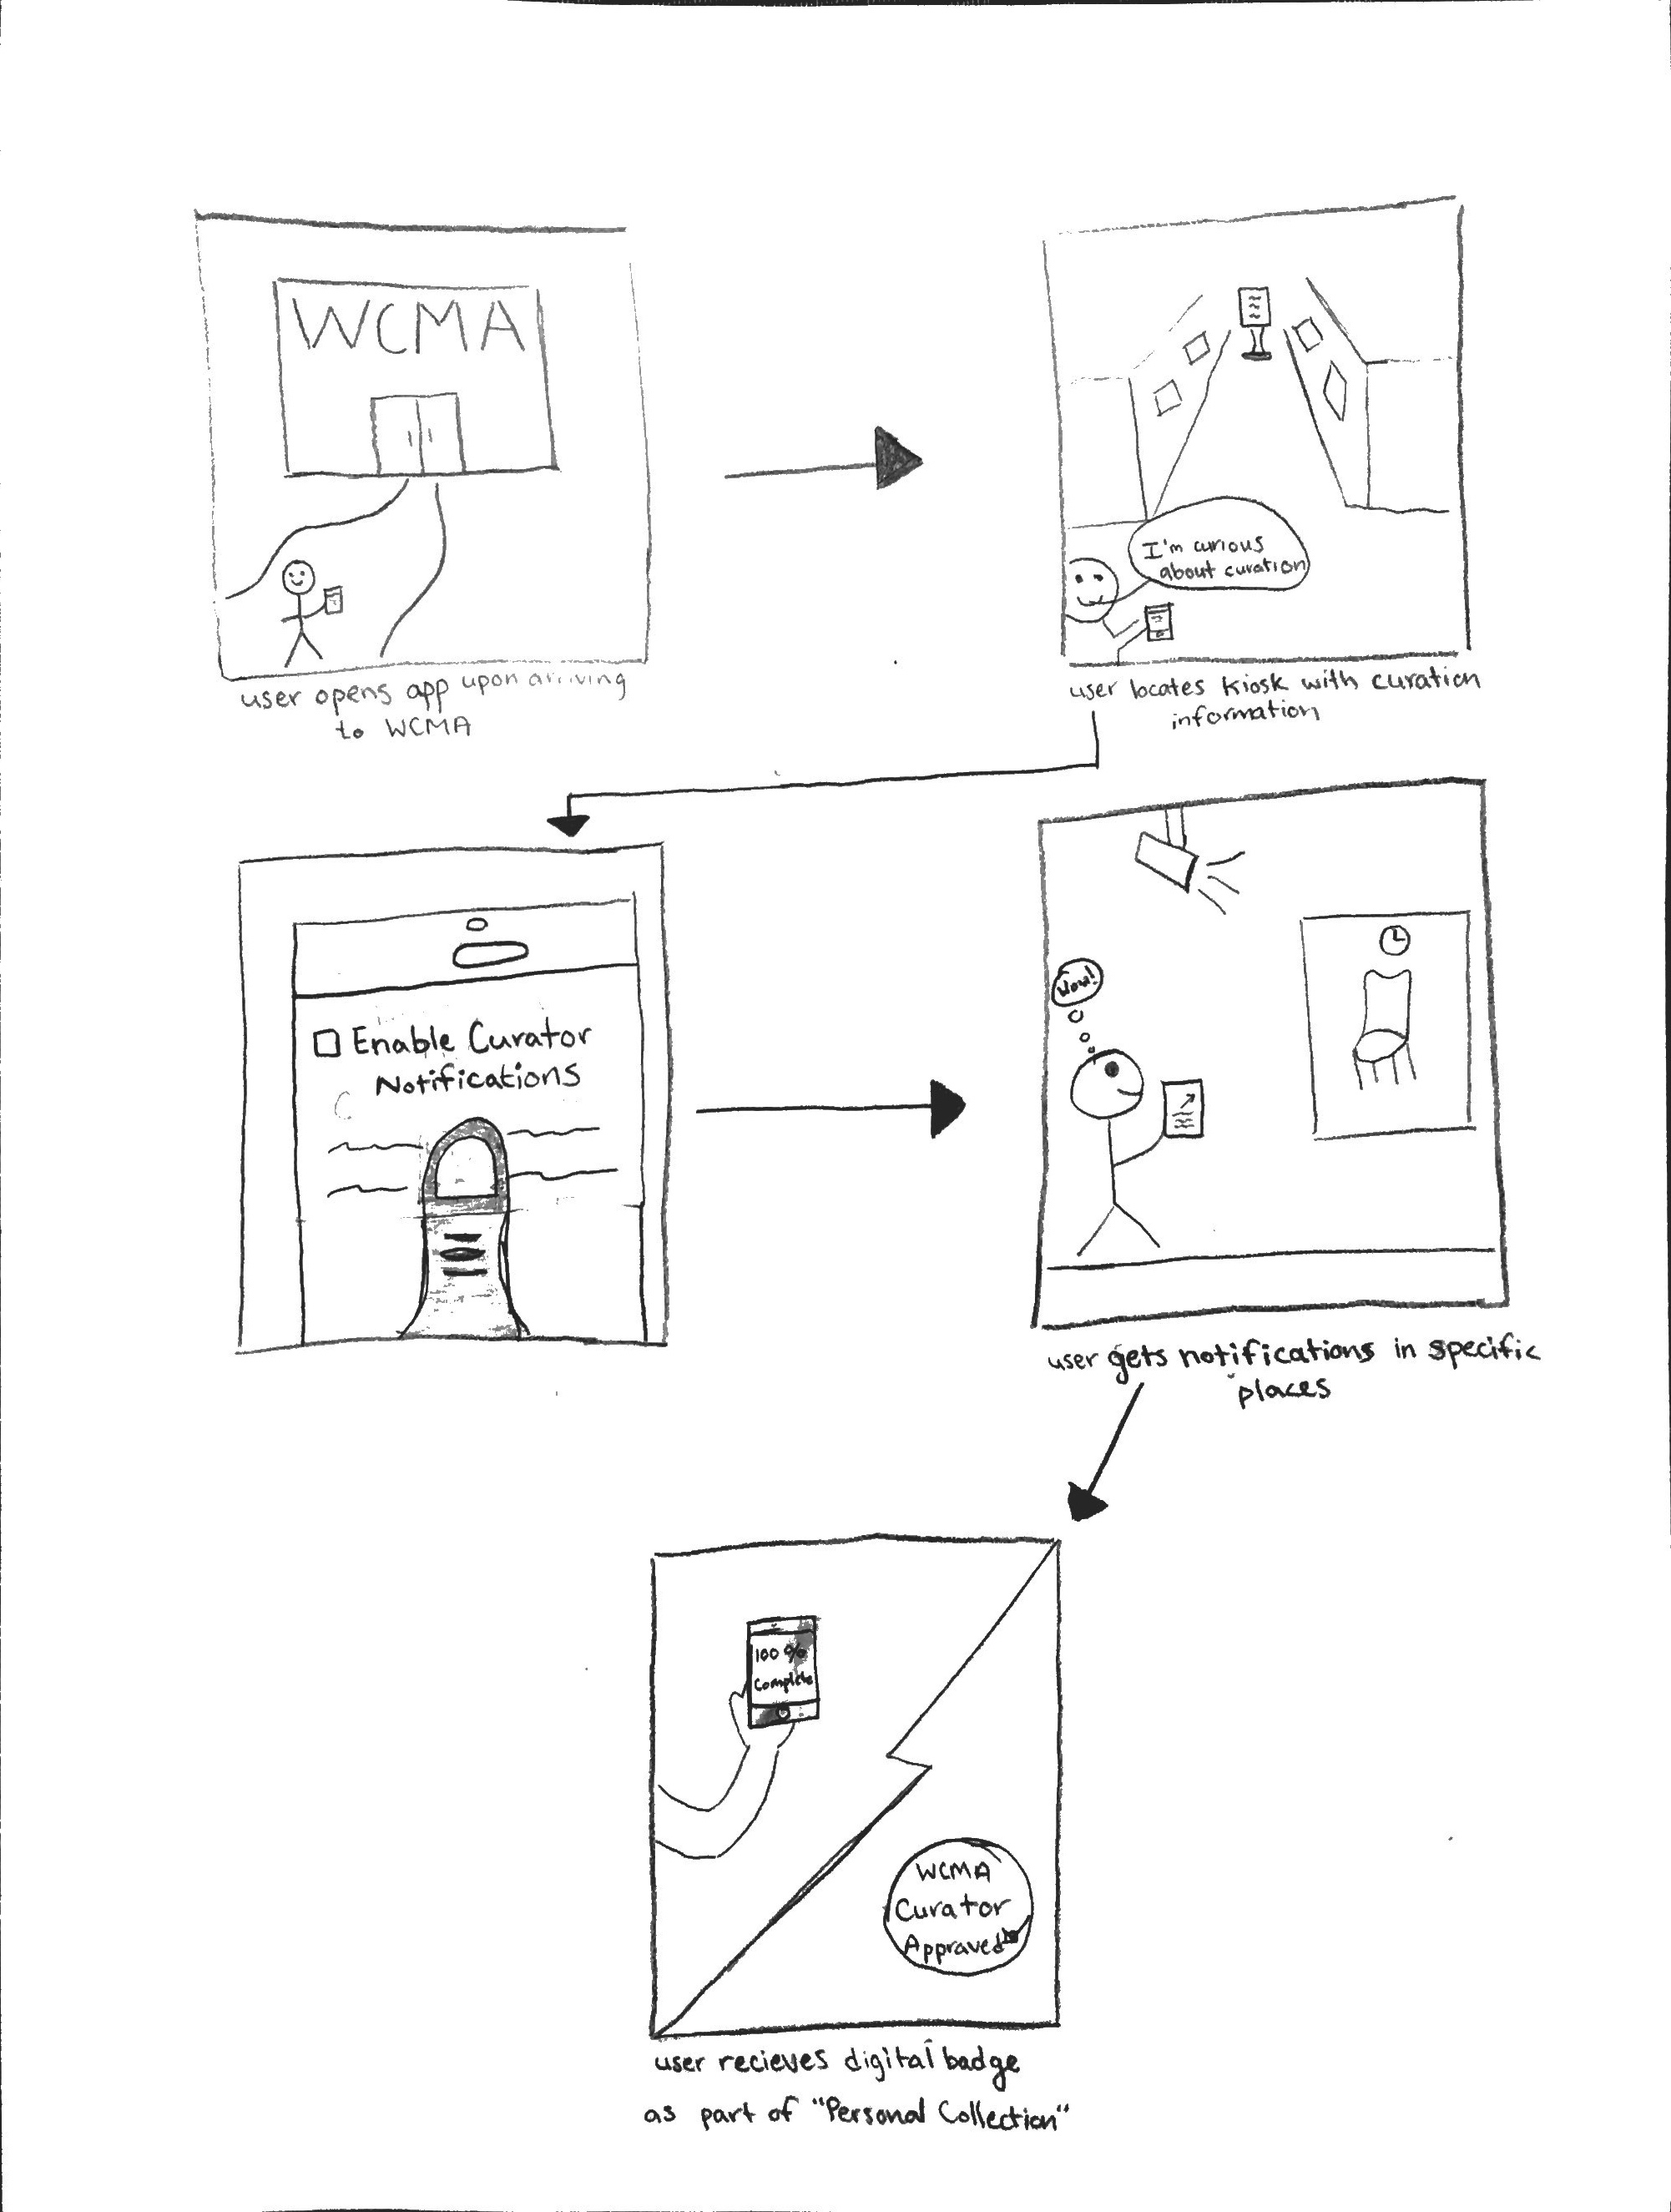 WCMA
user opens app upon arriving
to WCMA
I'm curious
about curation
user locates Kiosk with curation
information
Enable Curator
Notifications
Wow!
user gets notifications in specific
places
100%
Complete
WCMA
Curator
Approved
user recieves digital badge
as part of "Personal Collection"